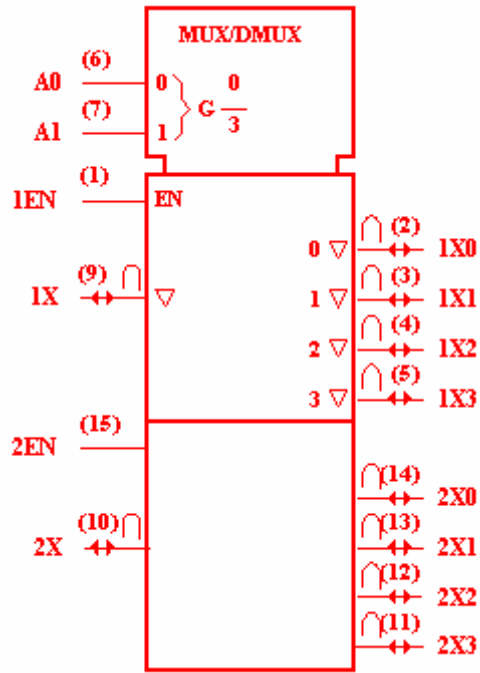 MUX/DMUX
(6)
A0 0 0
G
(7) 3
A1 1
(1)
1EN EN
(2)
0 ▽ 1X0
(9) (3)
1X ▽ 1 ▽ 1X1
(4)
2 ▽ 1X2
(5)
3 ▽ 1X3
(15)
2EN
(14)
2X0
(10) (13)
2X 2X1
(12)
2X2
(11)
2X3